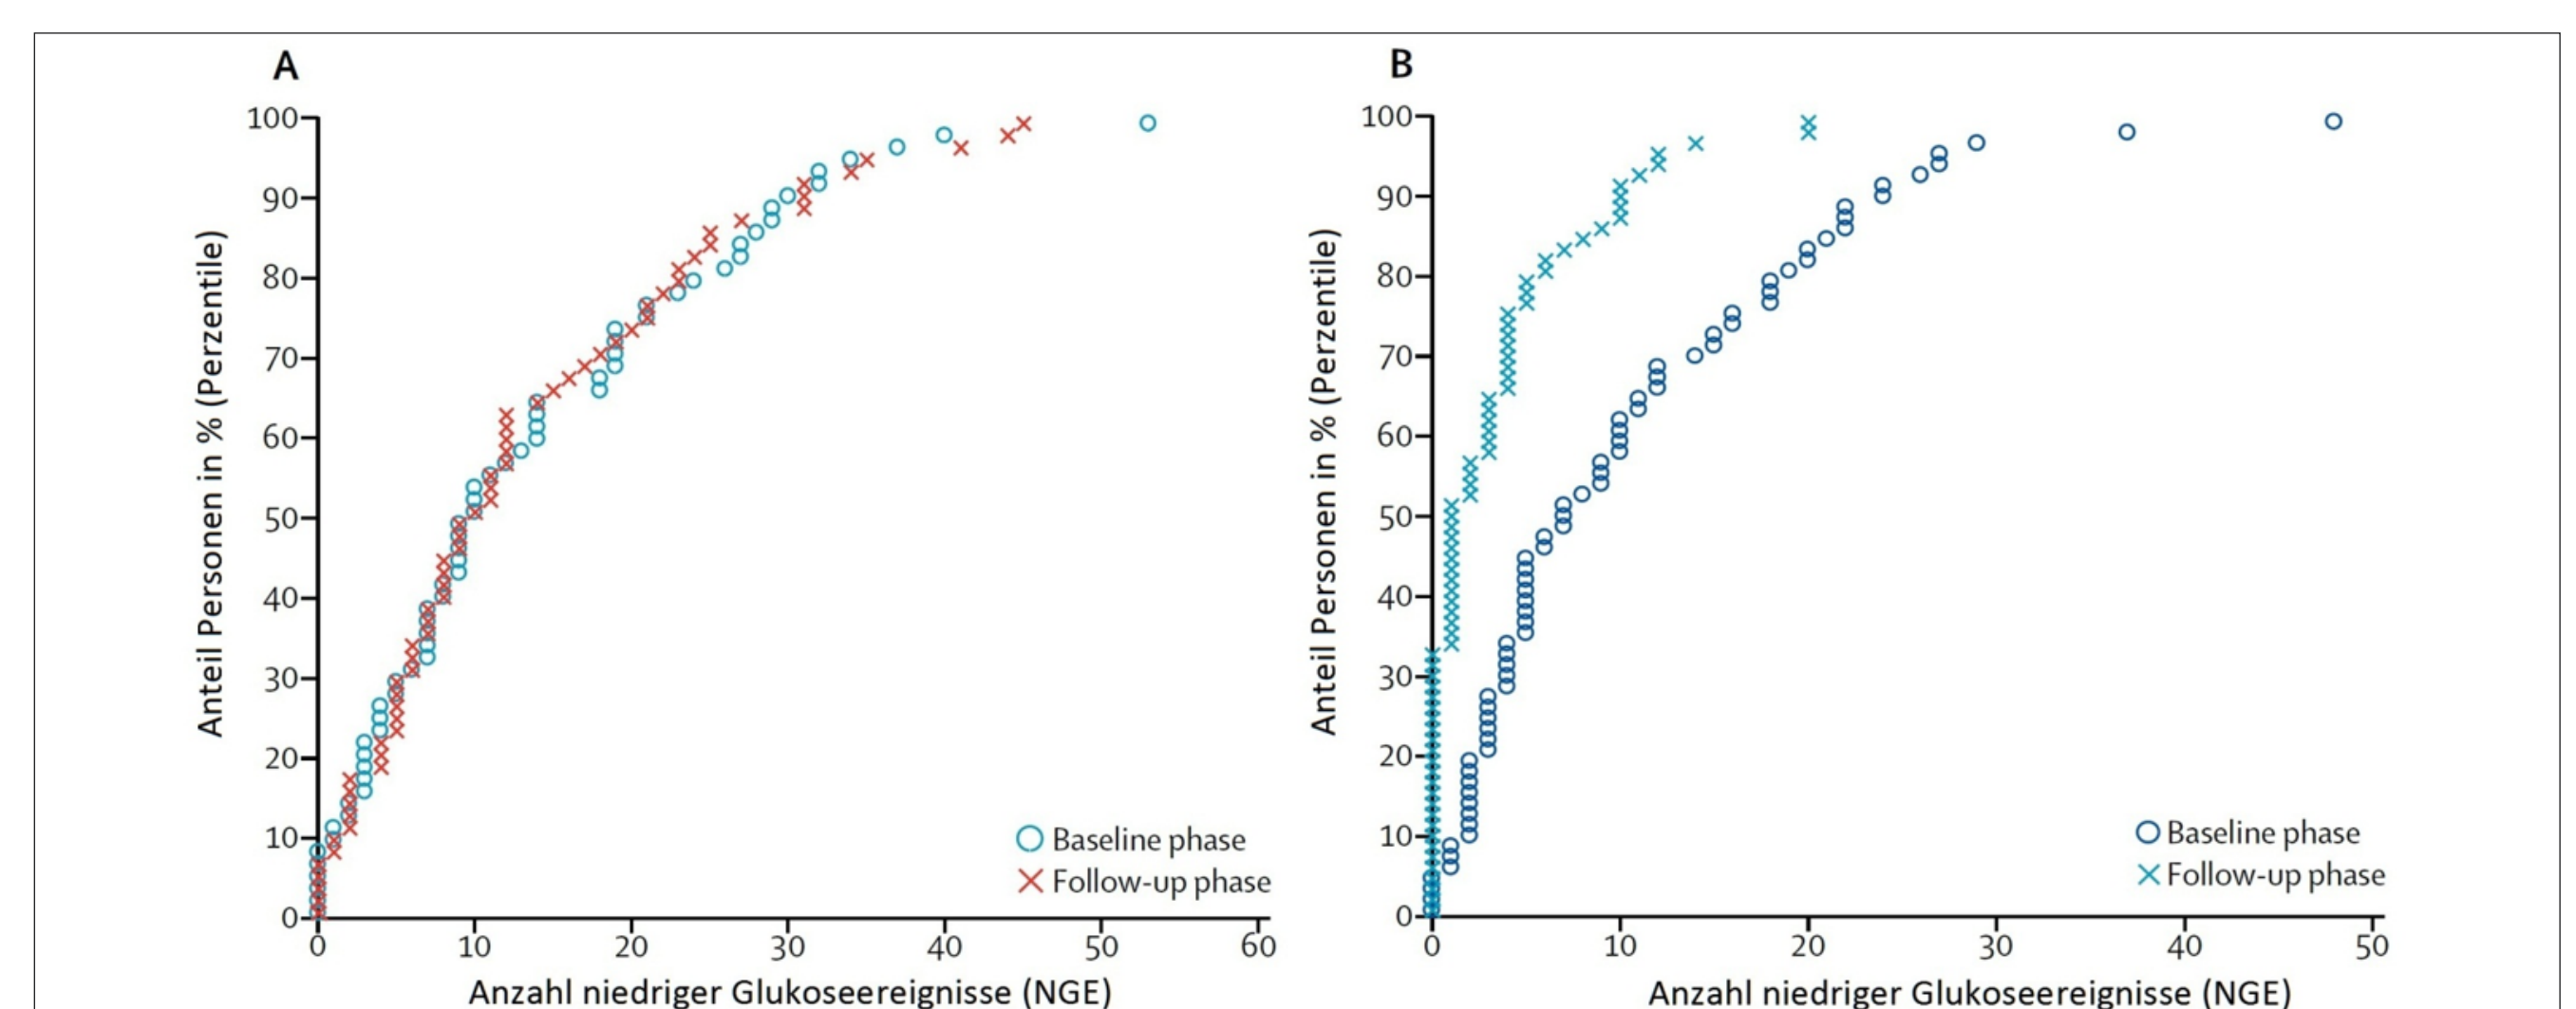 A
100
90
80
70
60
50
40
30
20
10
0
Anteil Personen in % (Perzentile)
Baseline phase
Follow-up phase
0 10 20 30 40 50 60
Anzahl niedriger Glukoseereignisse (NGE)
B
100
90
80
70
60
50
40
30
20
10
0
Anteil Personen in % (Perzentile)
Baseline phase
Follow-up phase
0 10 20 30 40 50
Anzahl niedriger Glukoseereignisse (NGE)